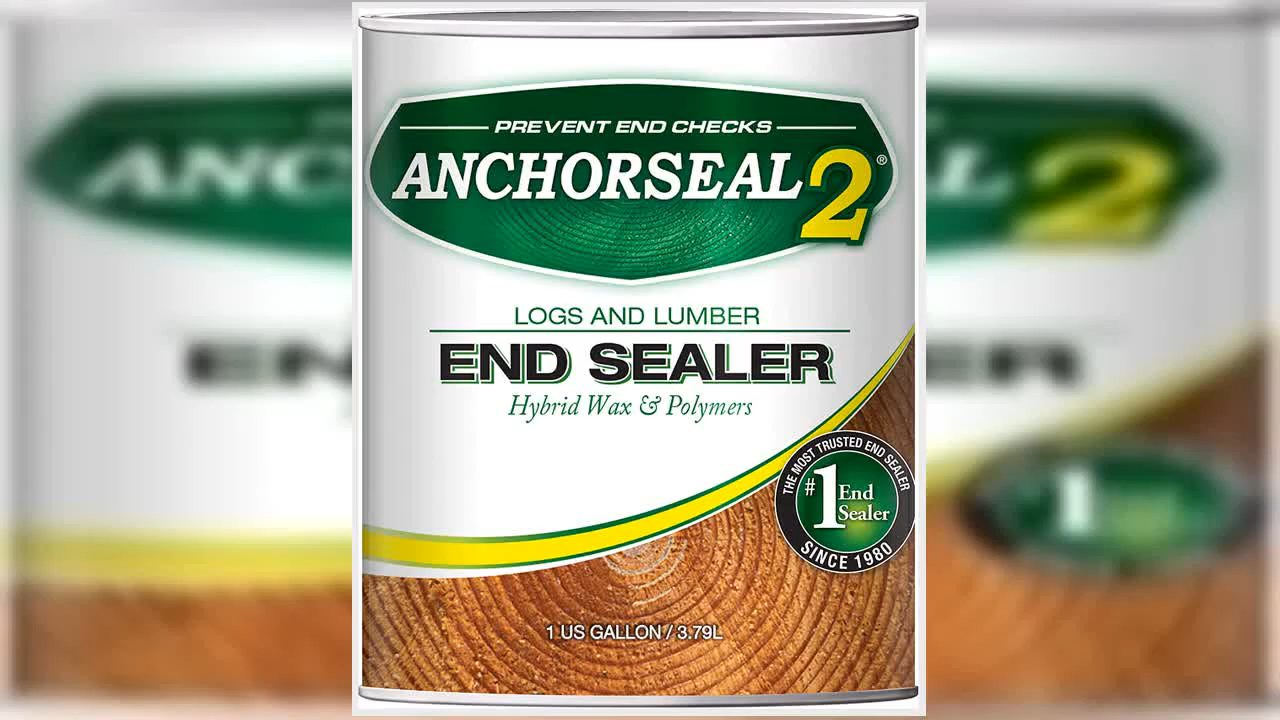 PREVENT END CHECKS
ANCHORSEAL 2®
LOGS AND LUMBER
END SEALER
Hybrid Wax & Polymers
THE MOST TRUSTED END SEALER
#1 End Sealer
SINCE 1980
1 US GALLON / 3.79L